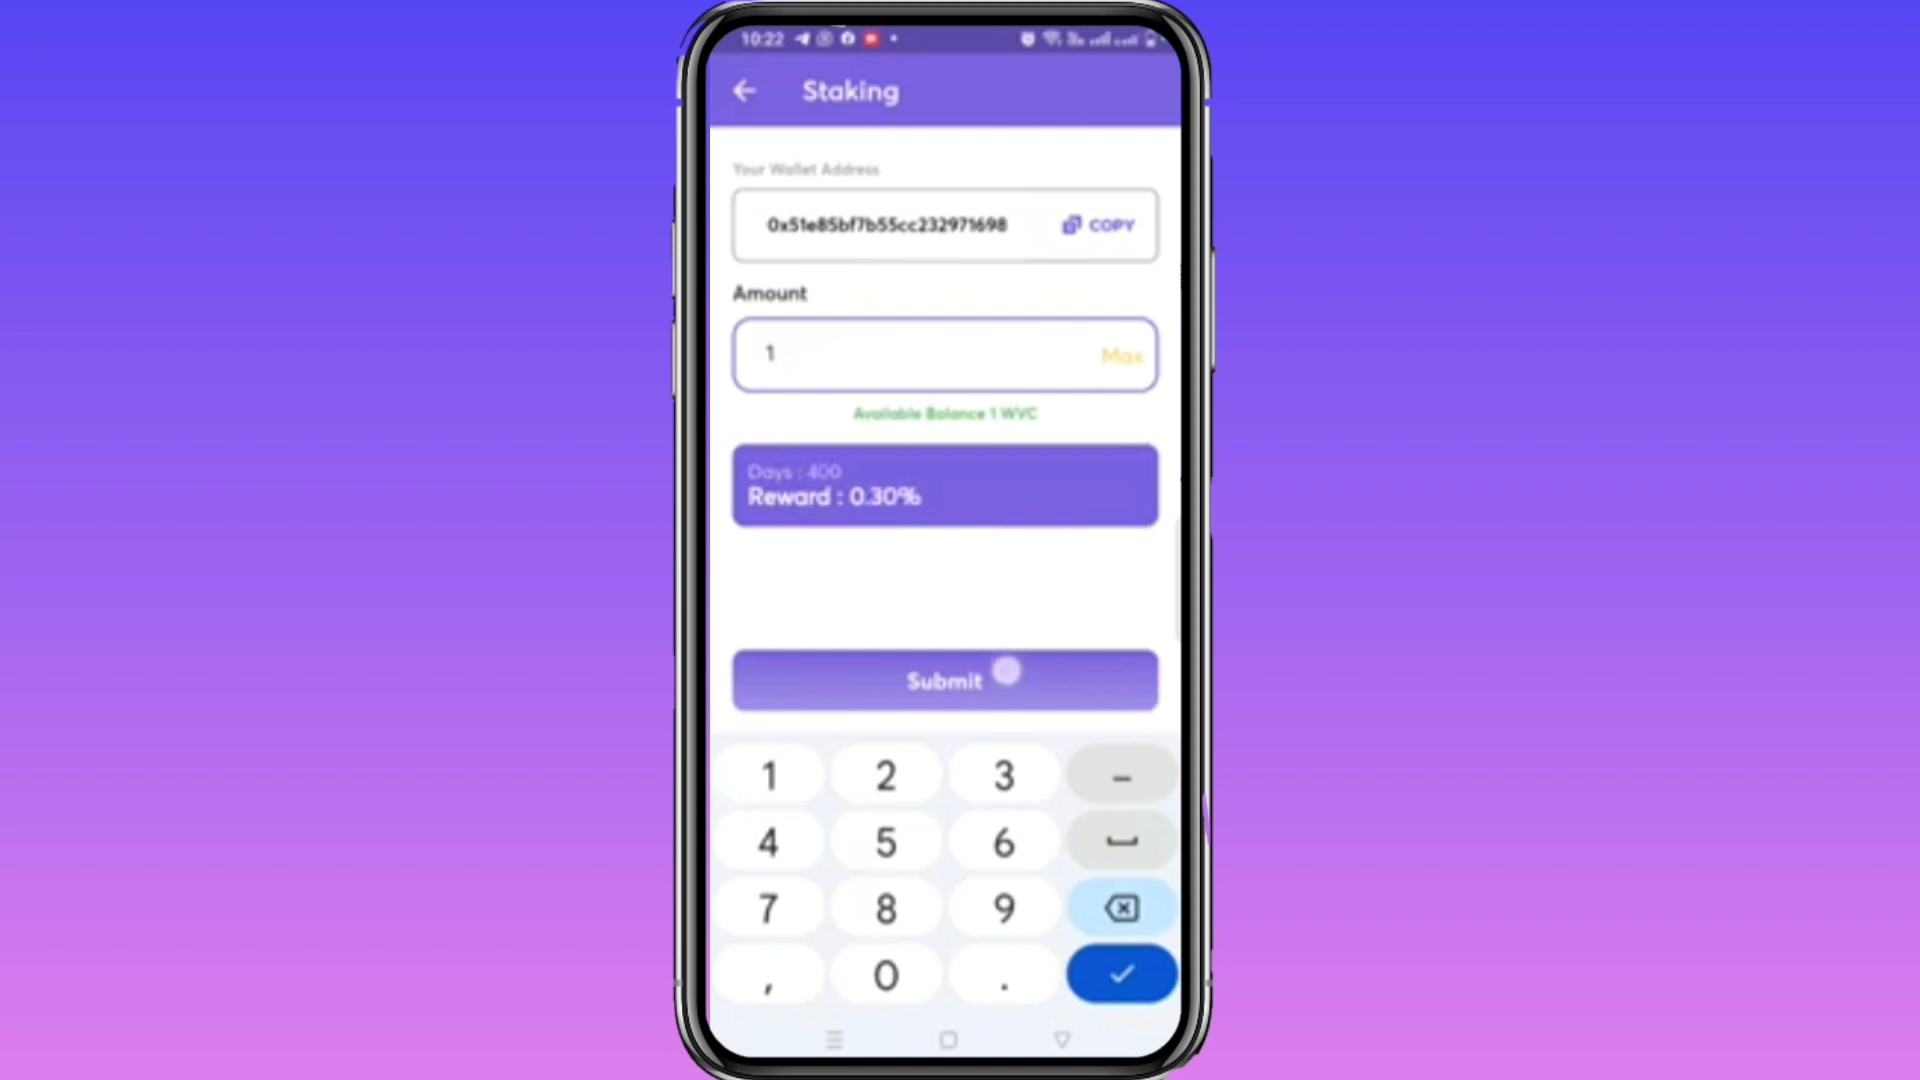 10:22
Staking
Your Wallet Address
0x51e85bf7b55cc232971698
COPY
Amount
1
Max
Available Balance 1 WVC
Days : 400
Reward : 0.30%
Submit
1 2 3 –
4 5 6
7 8 9
, 0 .